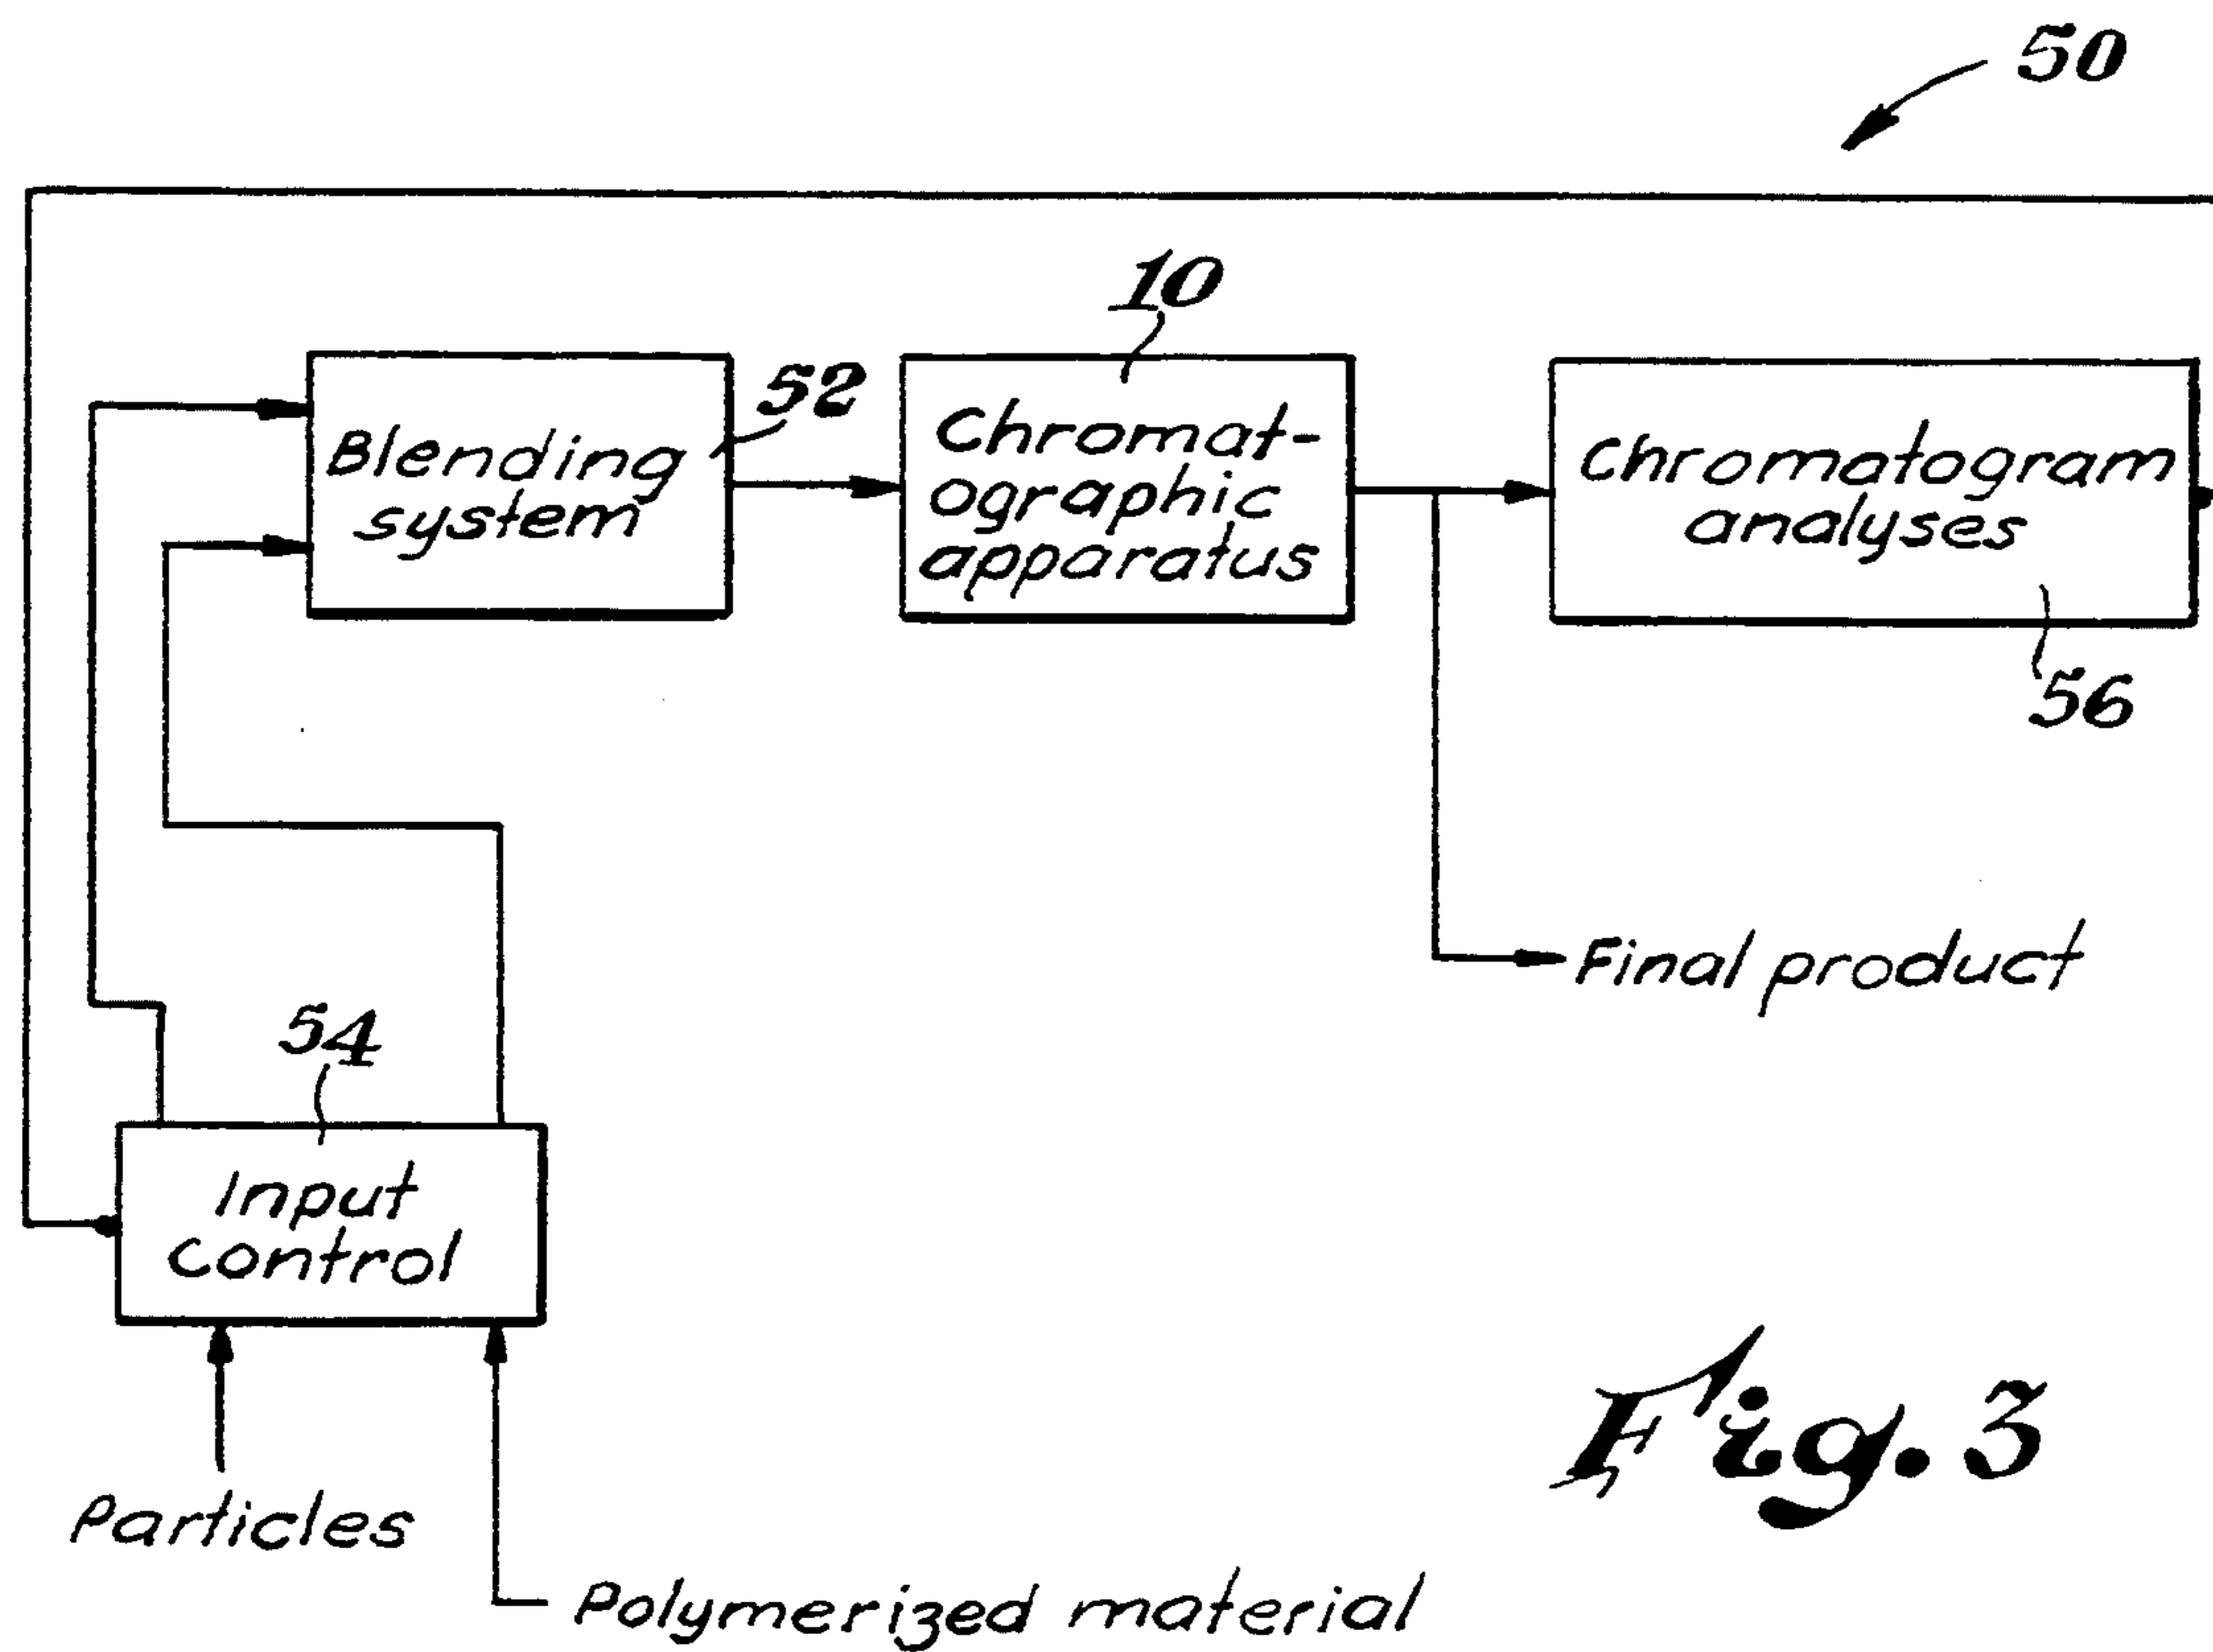 50
10
52
Blending
system
Chromat-
ographic
apparatus
Chromatogram
analyses
56
Final product
54
Input
control
Particles
Polymerized material
Fig. 3